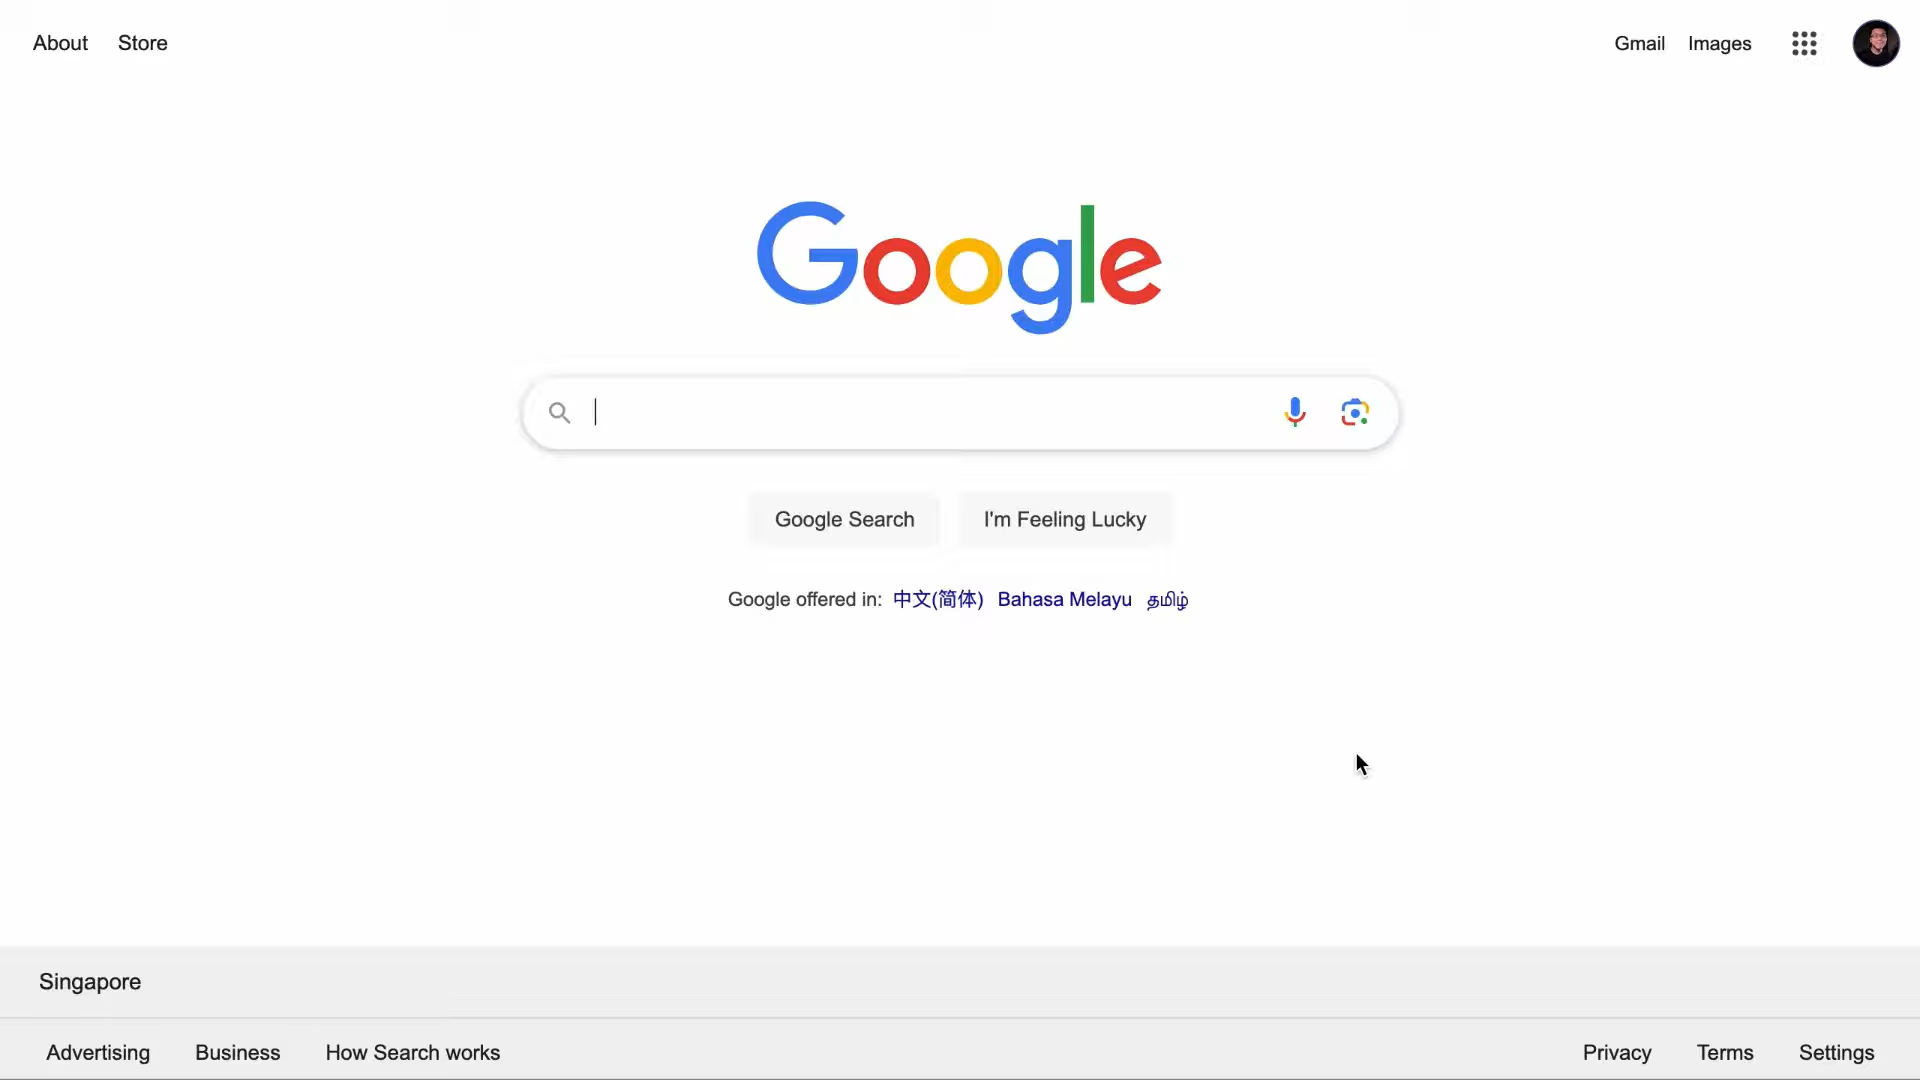 About Store Gmail Images
Google
Google Search I'm Feeling Lucky
Google offered in: 中文(简体) Bahasa Melayu தமிழ்
Singapore
Advertising Business How Search works Privacy Terms Settings